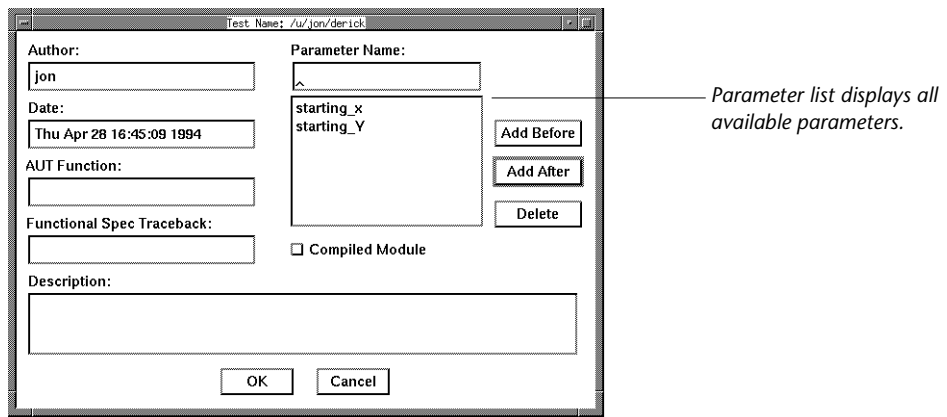 Test Name: /u/jon/derick
Author:
jon
Date:
Thu Apr 28 16:45:09 1994
AUT Function:
Functional Spec Traceback:
Parameter Name:
starting_x
starting_Y
Add Before
Add After
Delete
Compiled Module
Description:
OK
Cancel
Parameter list displays all
available parameters.